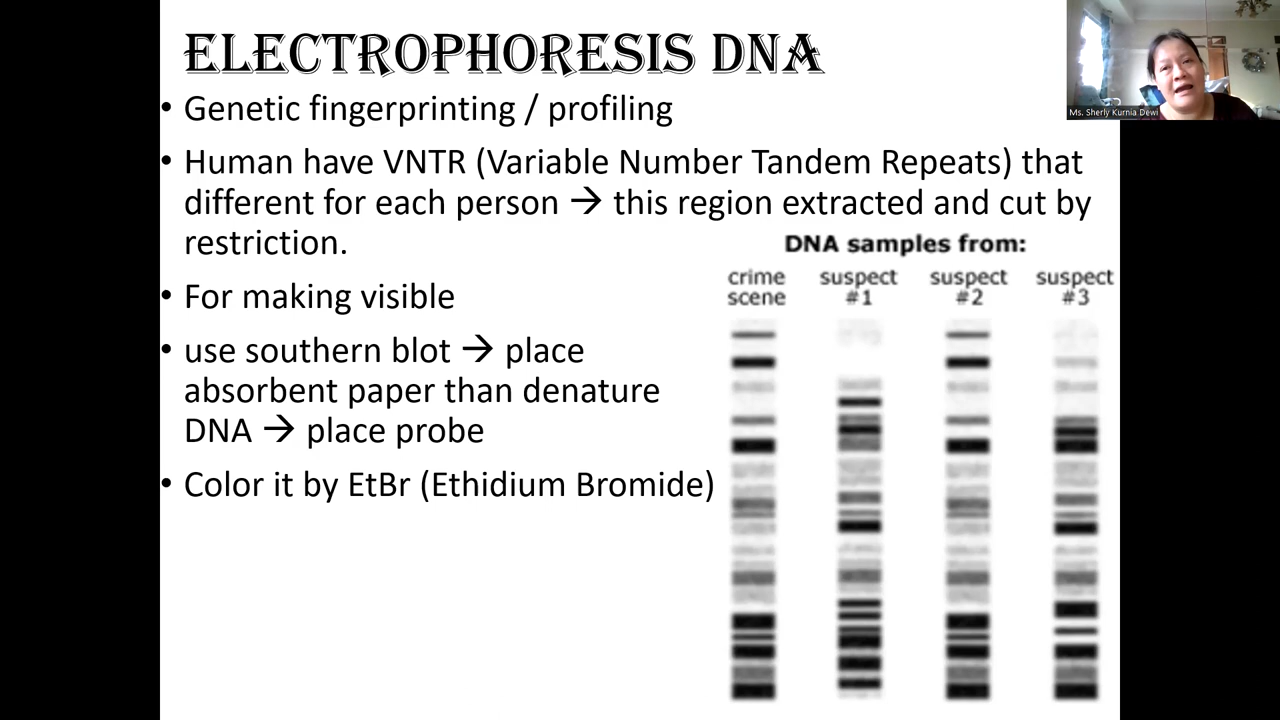 ELECTROPHORESIS DNA
Ms. Sherly Kurnia Dewi
• Genetic fingerprinting / profiling
• Human have VNTR (Variable Number Tandem Repeats) that
different for each person → this region extracted and cut by
restriction.
• For making visible
• use southern blot → place
absorbent paper than denature
DNA → place probe
• Color it by EtBr (Ethidium Bromide)
DNA samples from:
crime suspect suspect suspect
scene #1 #2 #3